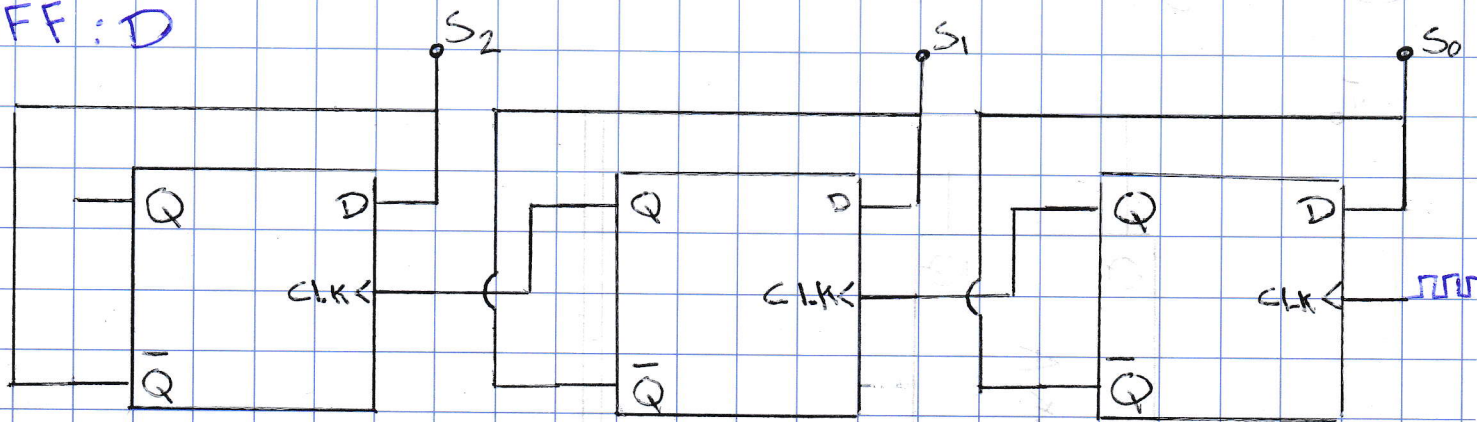 FF : D
S₂ S₁ S₀
Q D Q D Q D
CLK CLK CLK
Q̅ Q̅ Q̅